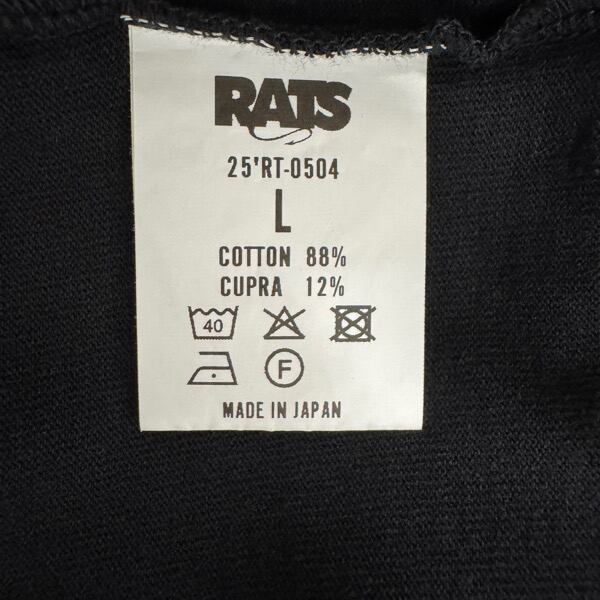 RATS
25'RT-0504
L
COTTON 88%
CUPRA 12%
40
F
MADE IN JAPAN